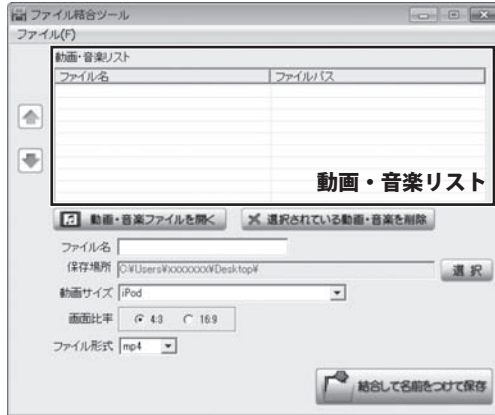 ファイル結合ツール
ファイル(F)
動画・音楽リスト
ファイル名 ファイルパス
動画・音楽リスト
動画・音楽ファイルを開く 選択されている動画・音楽を削除
ファイル名
保存場所 C:¥Users¥xxxxxxx¥Desktop¥ 選択
動画サイズ iPod
画面比率 4:3 16:9
ファイル形式 mp4
結合して名前をつけて保存